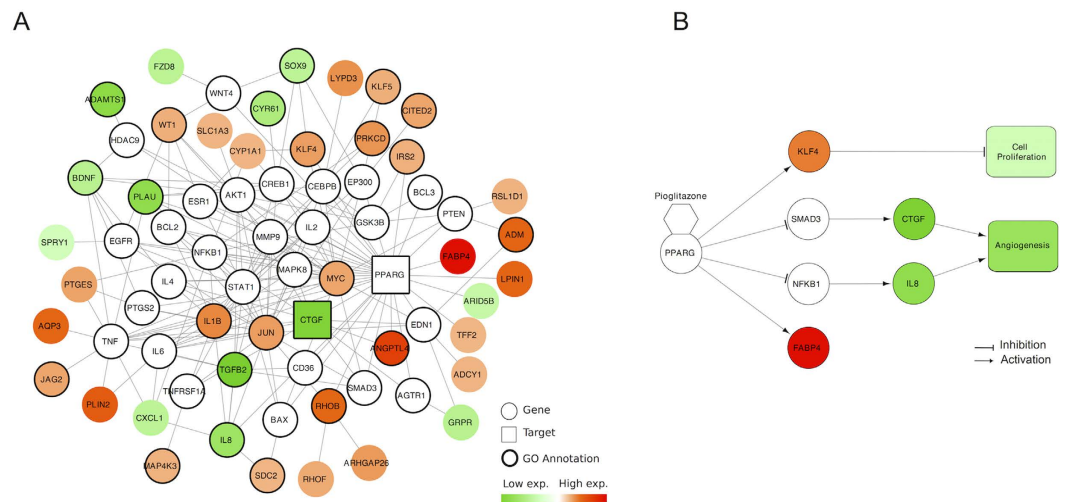 A
B
FZD8
SOX9
LYPD3
KLF5
WNT4
ADAMTS1
CYR61
CITED2
WT1
SLC1A3
PRKCD
HDAC9
CYP1A1
KLF4
IRS2
BDNF
PLAU
ESR1
AKT1
CREB1
CEBPB
EP300
BCL3
RSL1D1
PTEN
SPRY1
EGFR
BCL2
NFKB1
MMP9
IL2
GSK3B
ADM
FABP4
PTGES
IL4
STAT1
MAPK8
MYC
PPARG
LPIN1
PTGS2
ARID5B
AQP3
TNF
IL1B
JUN
CTGF
EDN1
TFF2
IL6
ANGPTL4
JAG2
TGFB2
CD36
ADCY1
PLIN2
TNFRSF1A
SMAD3
AGTR1
CXCL1
BAX
RHOB
GRPR
IL8
MAP4K3
SDC2
RHOF
ARHGAP26
Gene
Target
GO Annotation
Low exp.
High exp.
KLF4
Cell
Proliferation
Pioglitazone
PPARG
SMAD3
CTGF
Angiogenesis
NFKB1
IL8
FABP4
Inhibition
Activation